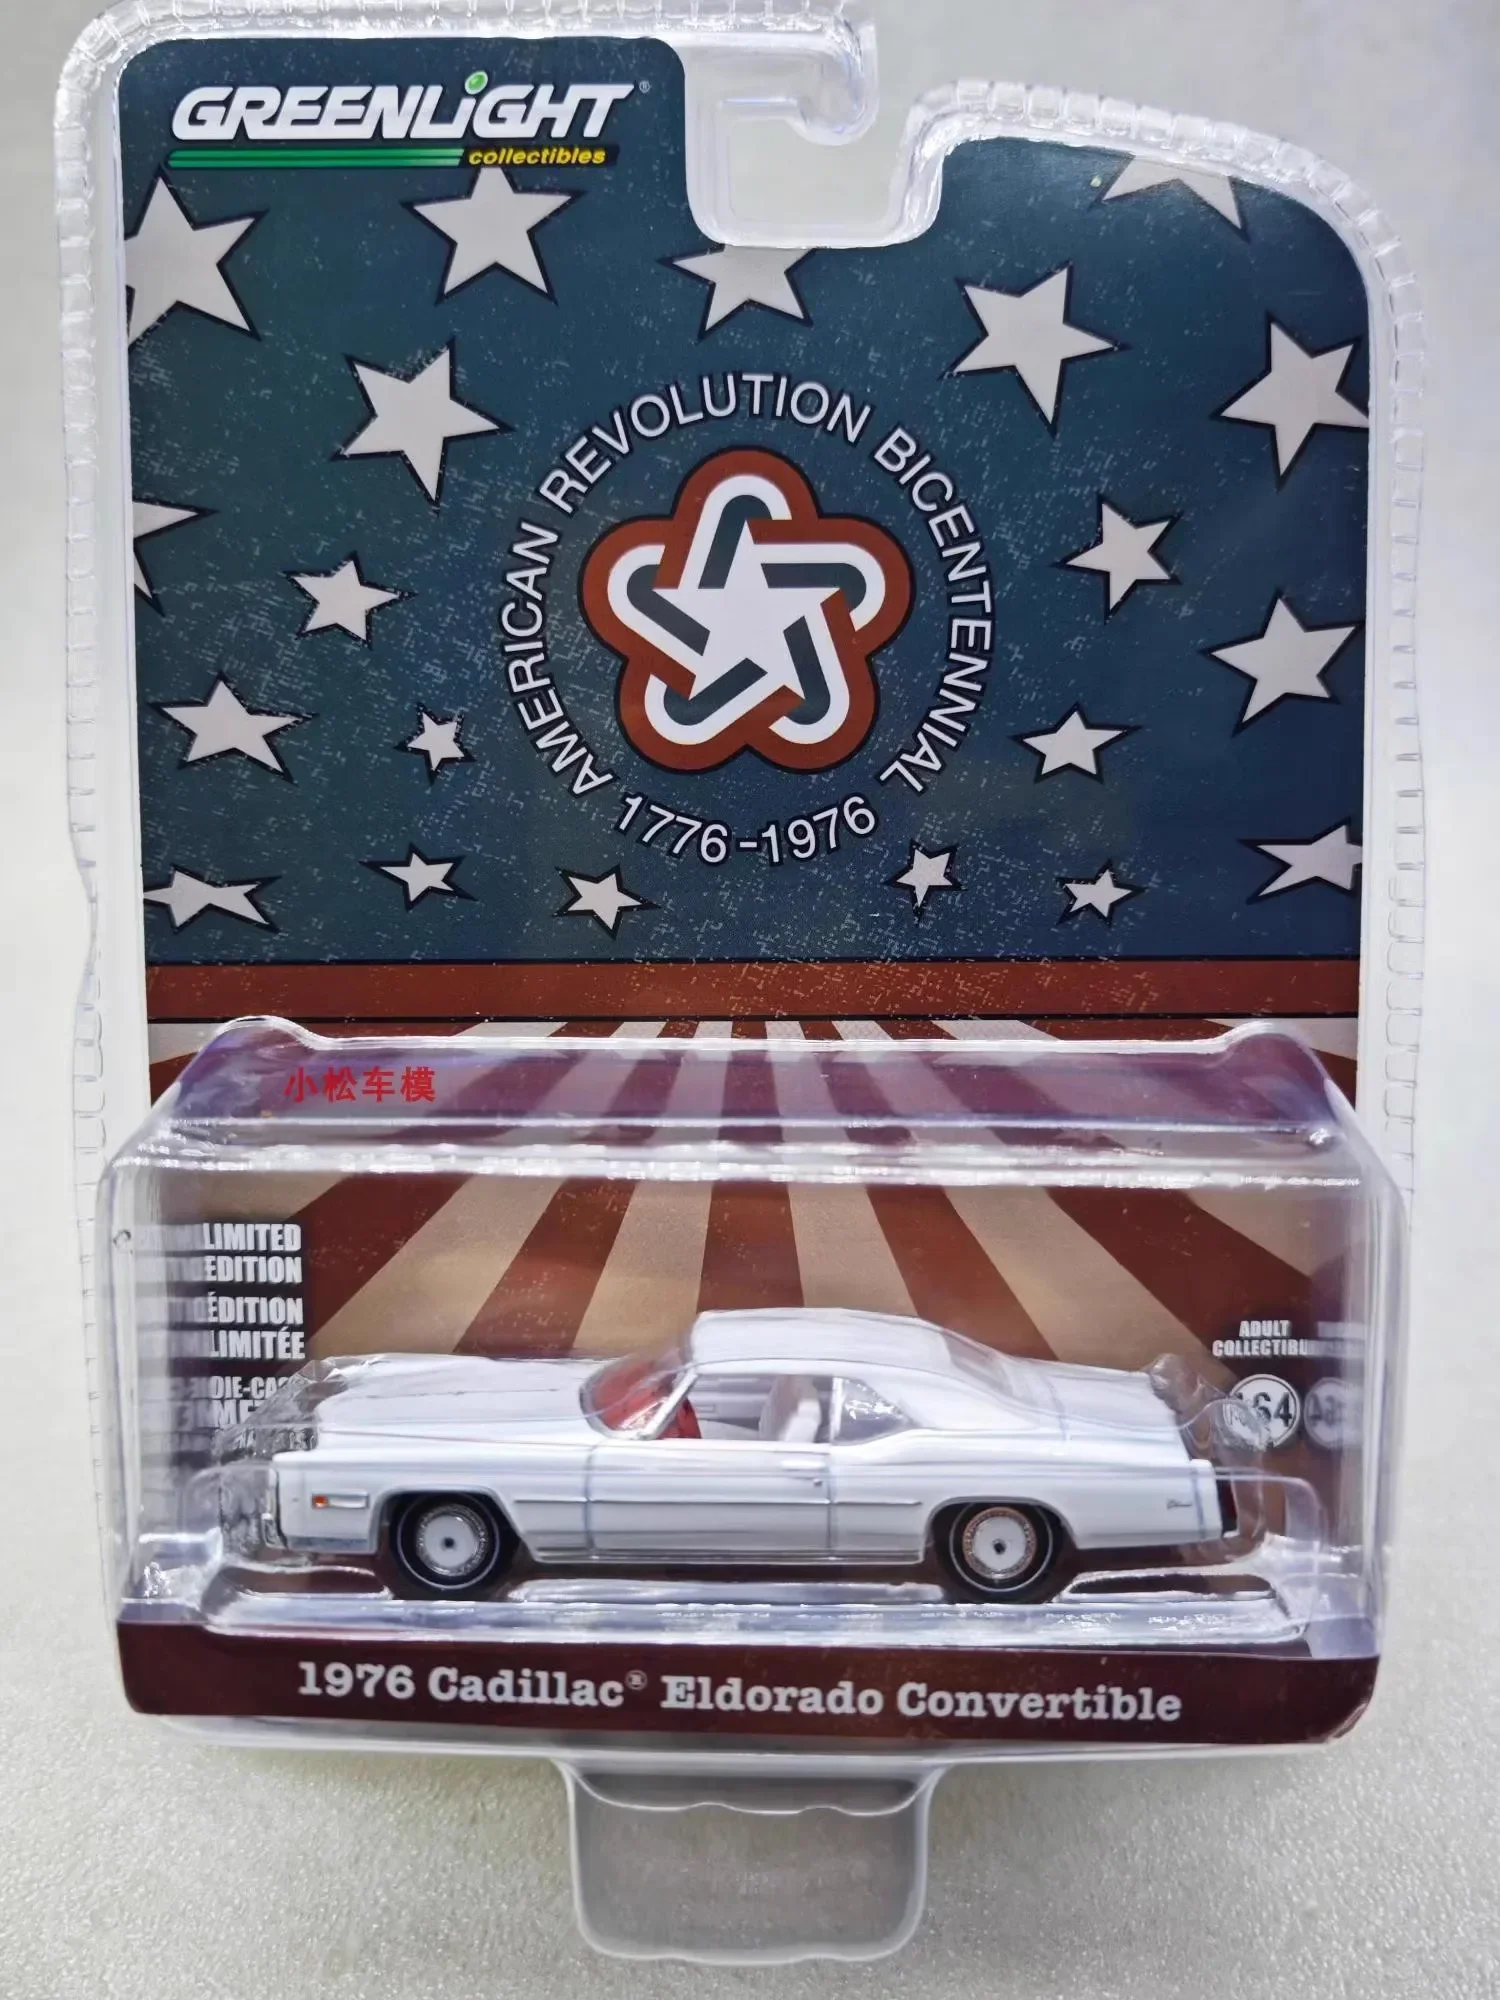 GREENLiGHT®
collectibles
AMERICAN REVOLUTION BICENTENNIAL
1776-1976
小松车模
LIMITED
EDITION
ÉDITION
LIMITÉE
ADULT
1976 Cadillac® Eldorado Convertible